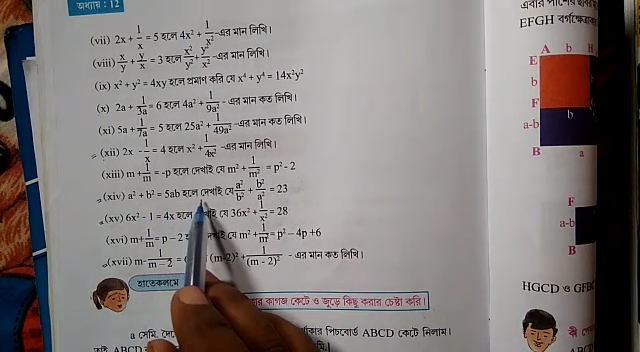 অধ্যায় : 12
(vii) 2x + 1/x = 5 হলে 4x² + 1/x² -এর মান লিখি।
(viii) x/y + y/x = 3 হলে x²/y² + y²/x² -এর মান লিখি।
(ix) x² + y² = 4xy হলে প্রমাণ করি যে x⁴ + y⁴ = 14x²y²
(x) 2a + 1/3a = 6 হলে 4a² + 1/9a² - এর মান কত লিখি।
(xi) 5a + 1/7a = 5 হলে 25a² + 1/49a² - এর মান কত লিখি।
(xii) 2x - 1/x = 4 হলে x² + 1/4x² -এর মান লিখি।
(xiii) m + 1/m = -p হলে দেখাই যে m² + 1/m² = p² - 2
(xiv) a² + b² = 5ab হলে দেখাই যে a²/b² + b²/a² = 23
(xv) 6x² - 1 = 4x হলে যে 36x² + 1/x² = 28
(xvi) m + 1/m = p – 2 যে m² + 1/m² = p² – 4p + 6
(xvii) m - 1/m – 2 = (m-2)² + 1/(m - 2)² - এর মান কত লিখি।
হাতেকলমে
কাগজ কেটে ও জুড়ে কিছু করার চেষ্টা করি।
a সেমি. পিচবোর্ড ABCD কেটে নিলাম।
ABCD
EFGH
A b H
E
b
F
b
a-b
B a
F
a-b
B
HGCD ও